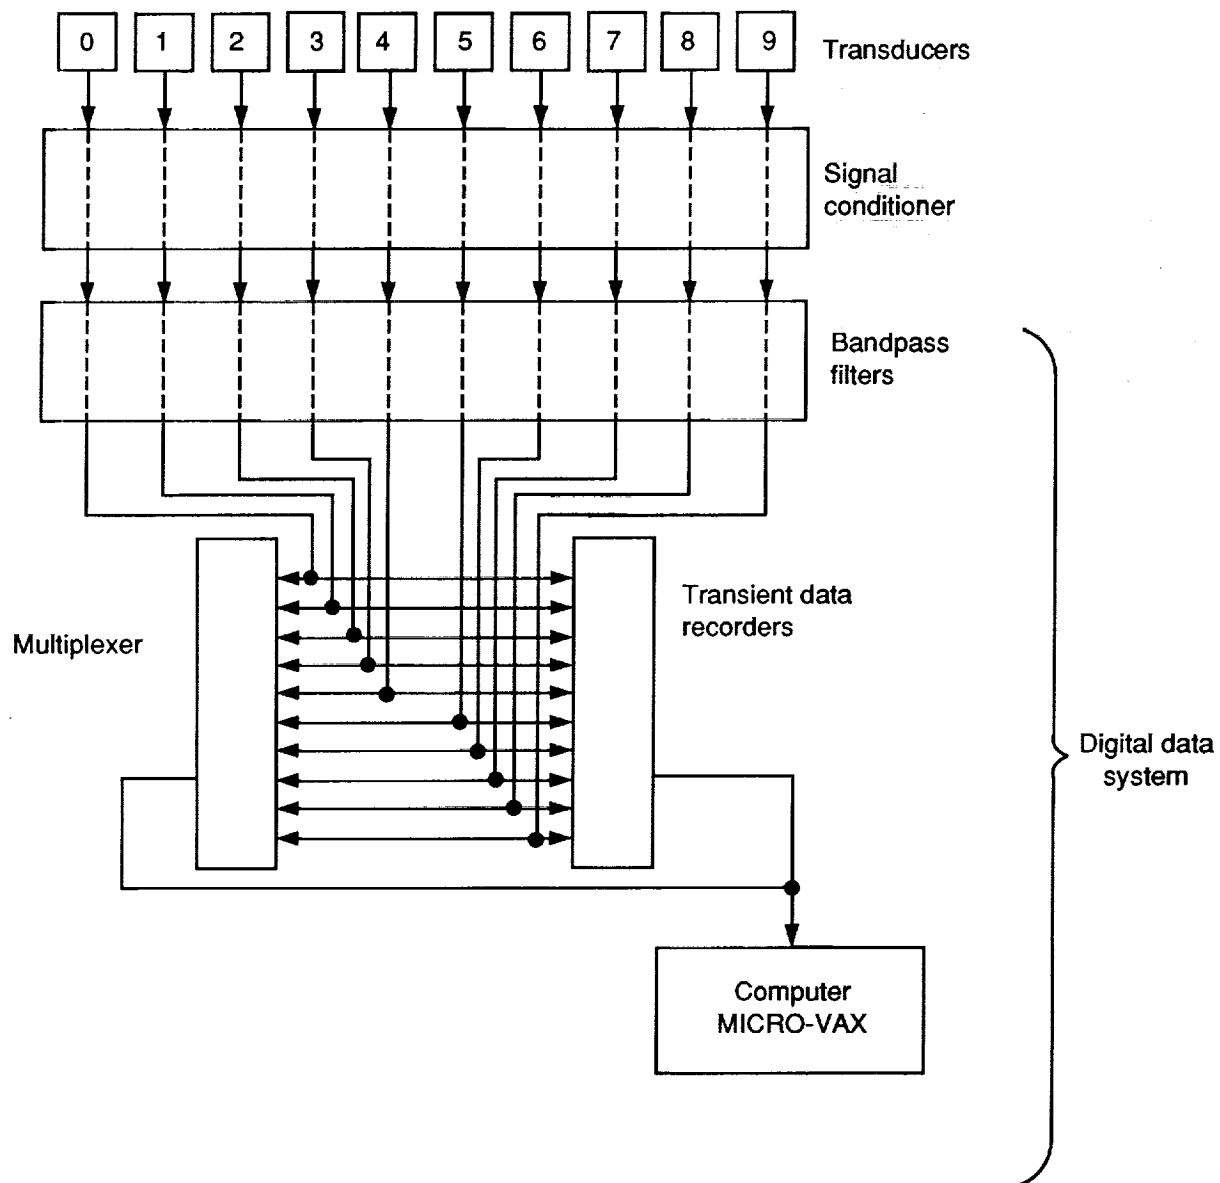 0 1 2 3 4 5 6 7 8 9
Transducers
Signal
conditioner
Bandpass
filters
Transient data
recorders
Multiplexer
Digital data
system
Computer
MICRO-VAX